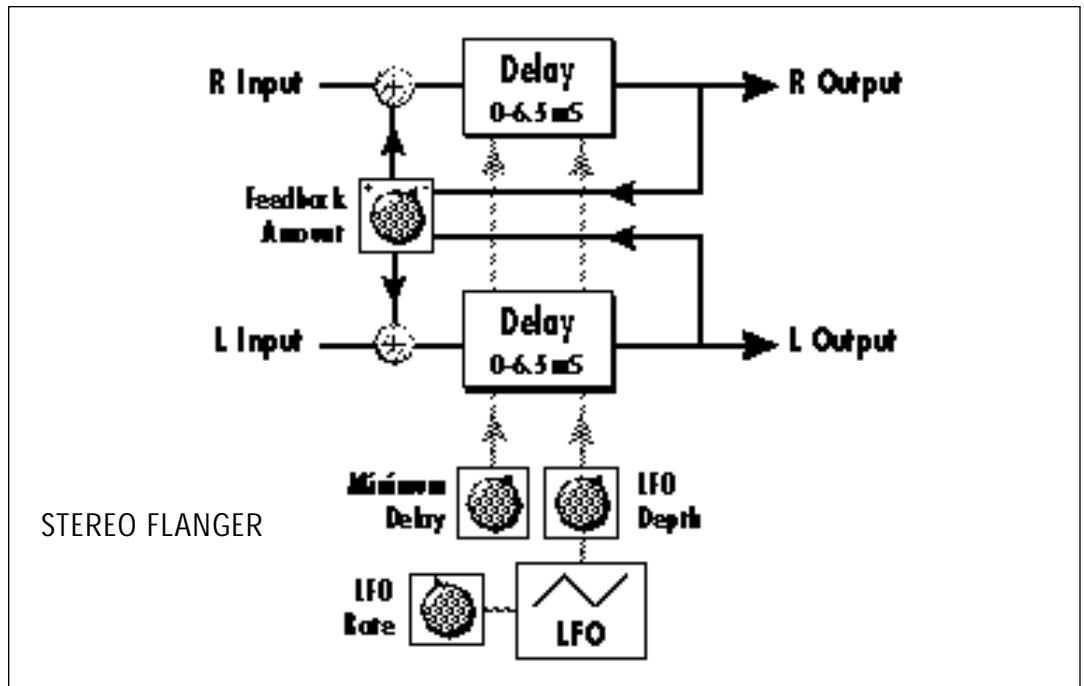 R Input
Delay
0-6.5 mS
R Output
+ -
Feedback
Amount
L Input
Delay
0-6.5 mS
L Output
Minimum
Delay
LFO
Depth
STEREO FLANGER
LFO
Rate
LFO